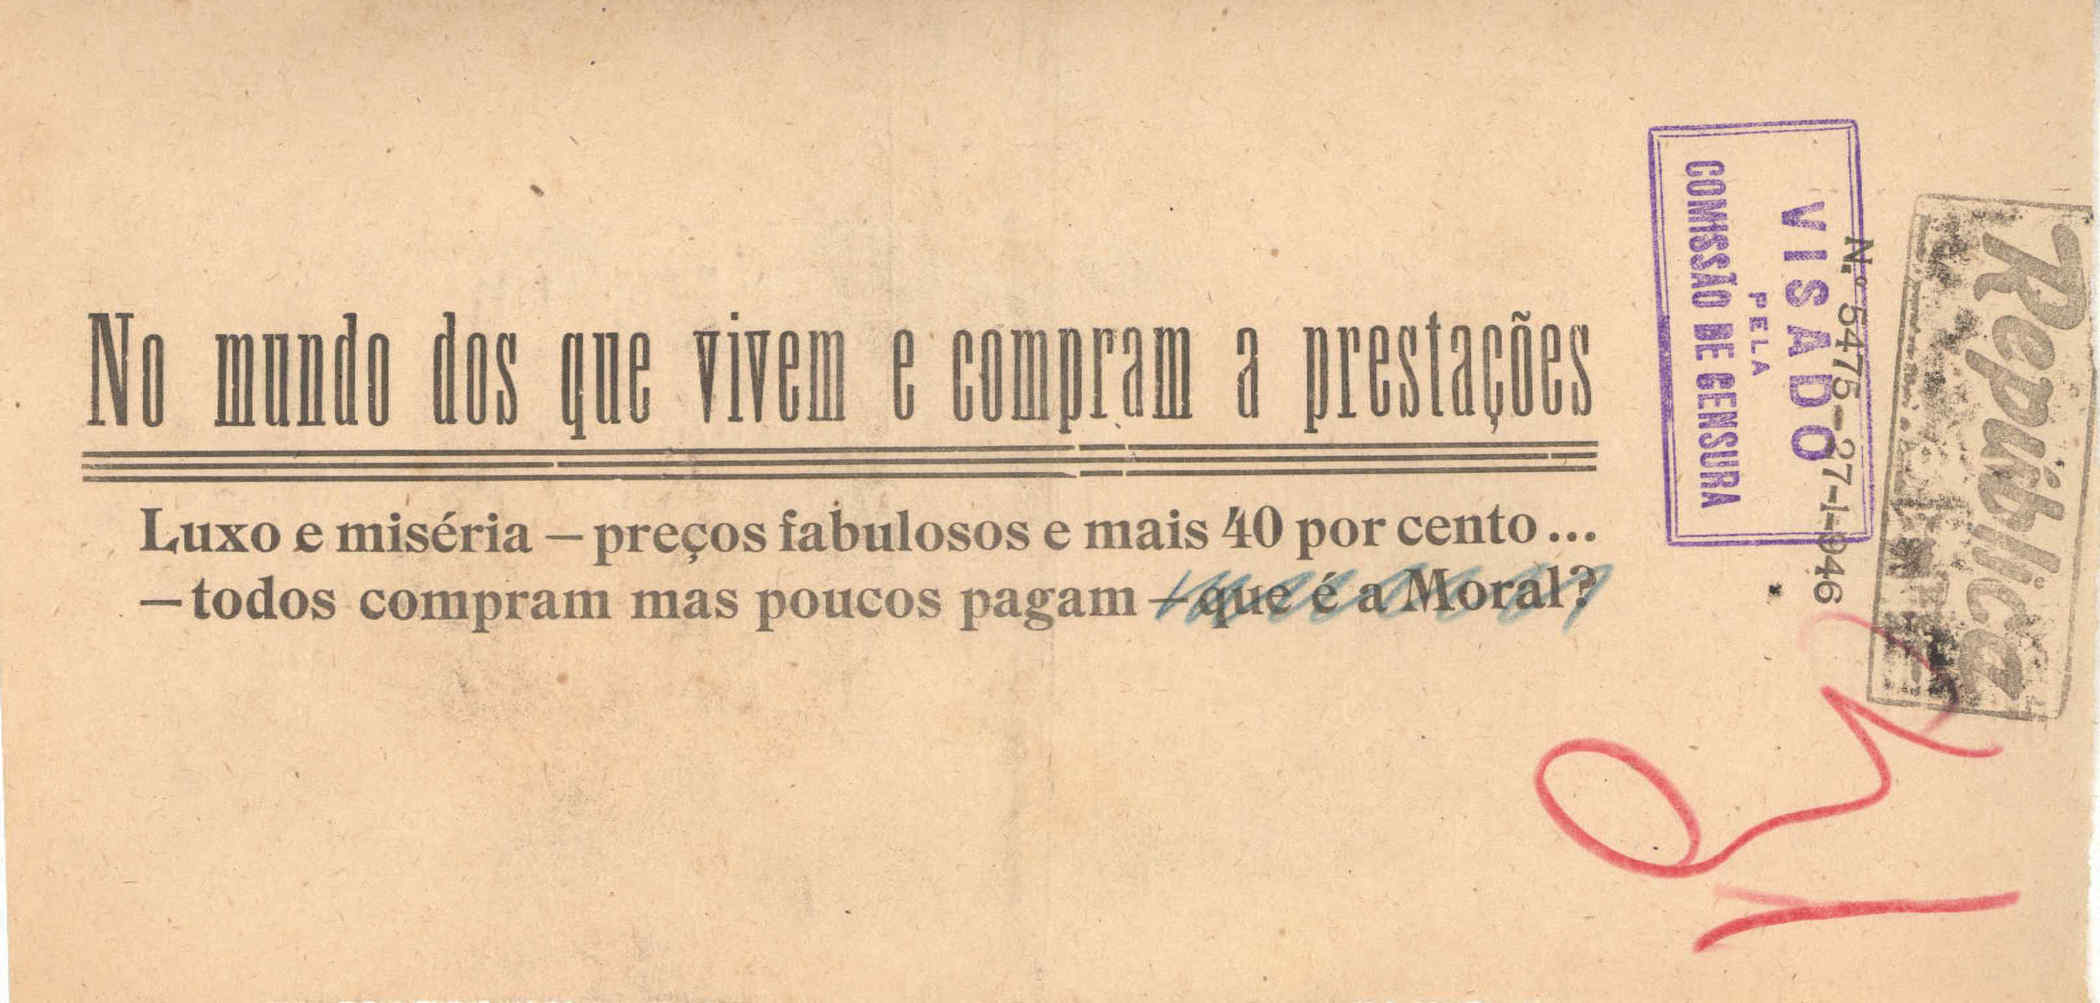 No mundo dos que vivem e compram a prestações
Luxo e miséria — preços fabulosos e mais 40 por cento...
— todos compram mas poucos pagam — que é a Moral?
VISADO
PELA
COMISSÃO DE CENSURA
N.º 5475-27-1-946
República